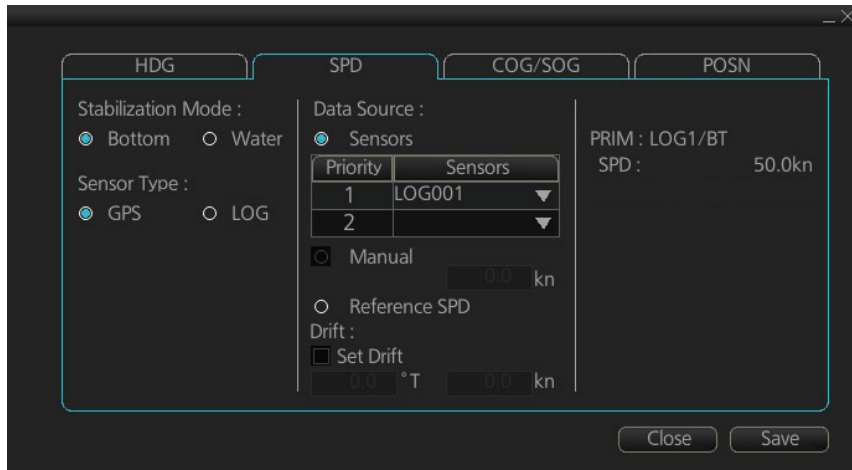 HDG SPD COG/SOG POSN
Stabilization Mode :
Bottom Water
Sensor Type :
GPS LOG
Data Source :
Sensors
Priority Sensors
1 LOG001
2
Manual
0.0 kn
Reference SPD
Drift :
Set Drift
0.0 °T 0.0 kn
PRIM : LOG1/BT
SPD : 50.0kn
Close Save